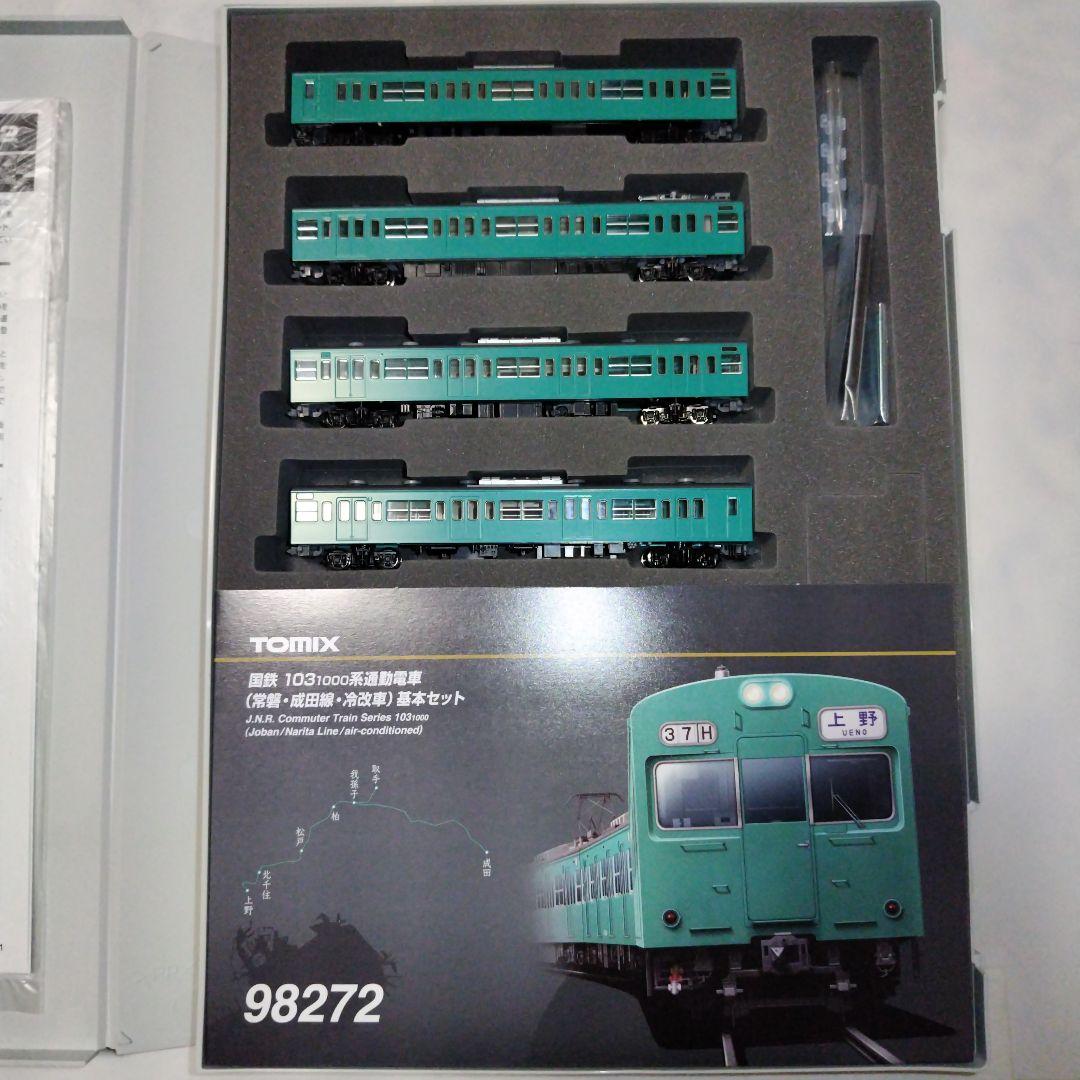 TOMIX
国鉄 1031000系通勤電車
(常磐・成田線・冷改車)基本セット
J.N.R. Commuter Train Series 1031000
(Joban/Narita Line/air-conditioned)
取手
我孫子
柏
松戸
北千住
上野
成田
37H
上野
UENO
98272